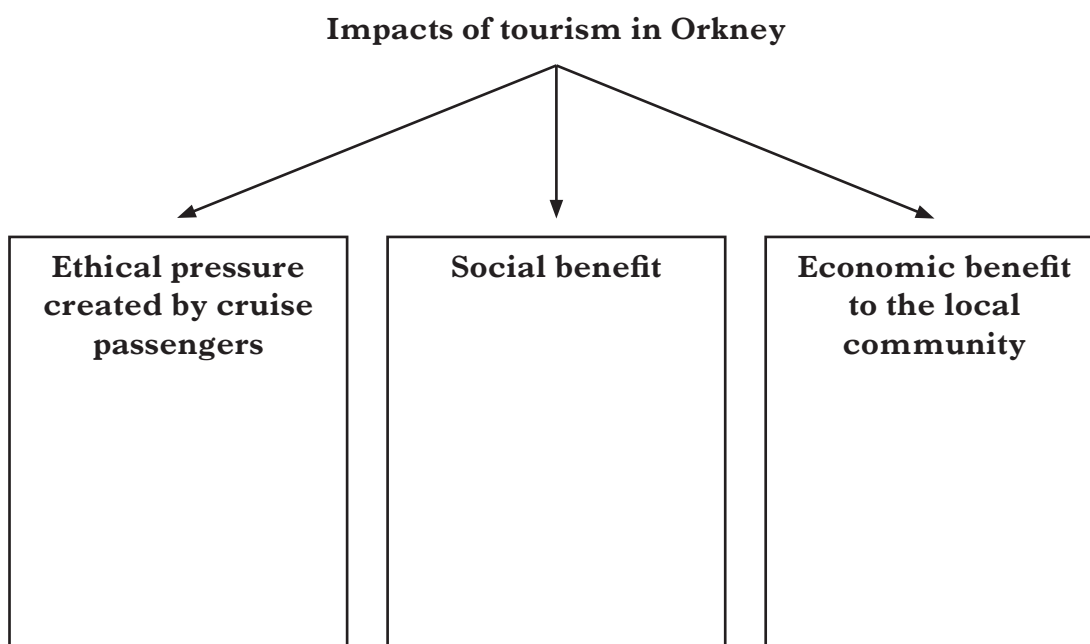 Impacts of tourism in Orkney
Ethical pressure
created by cruise
passengers
Social benefit
Economic benefit
to the local
community